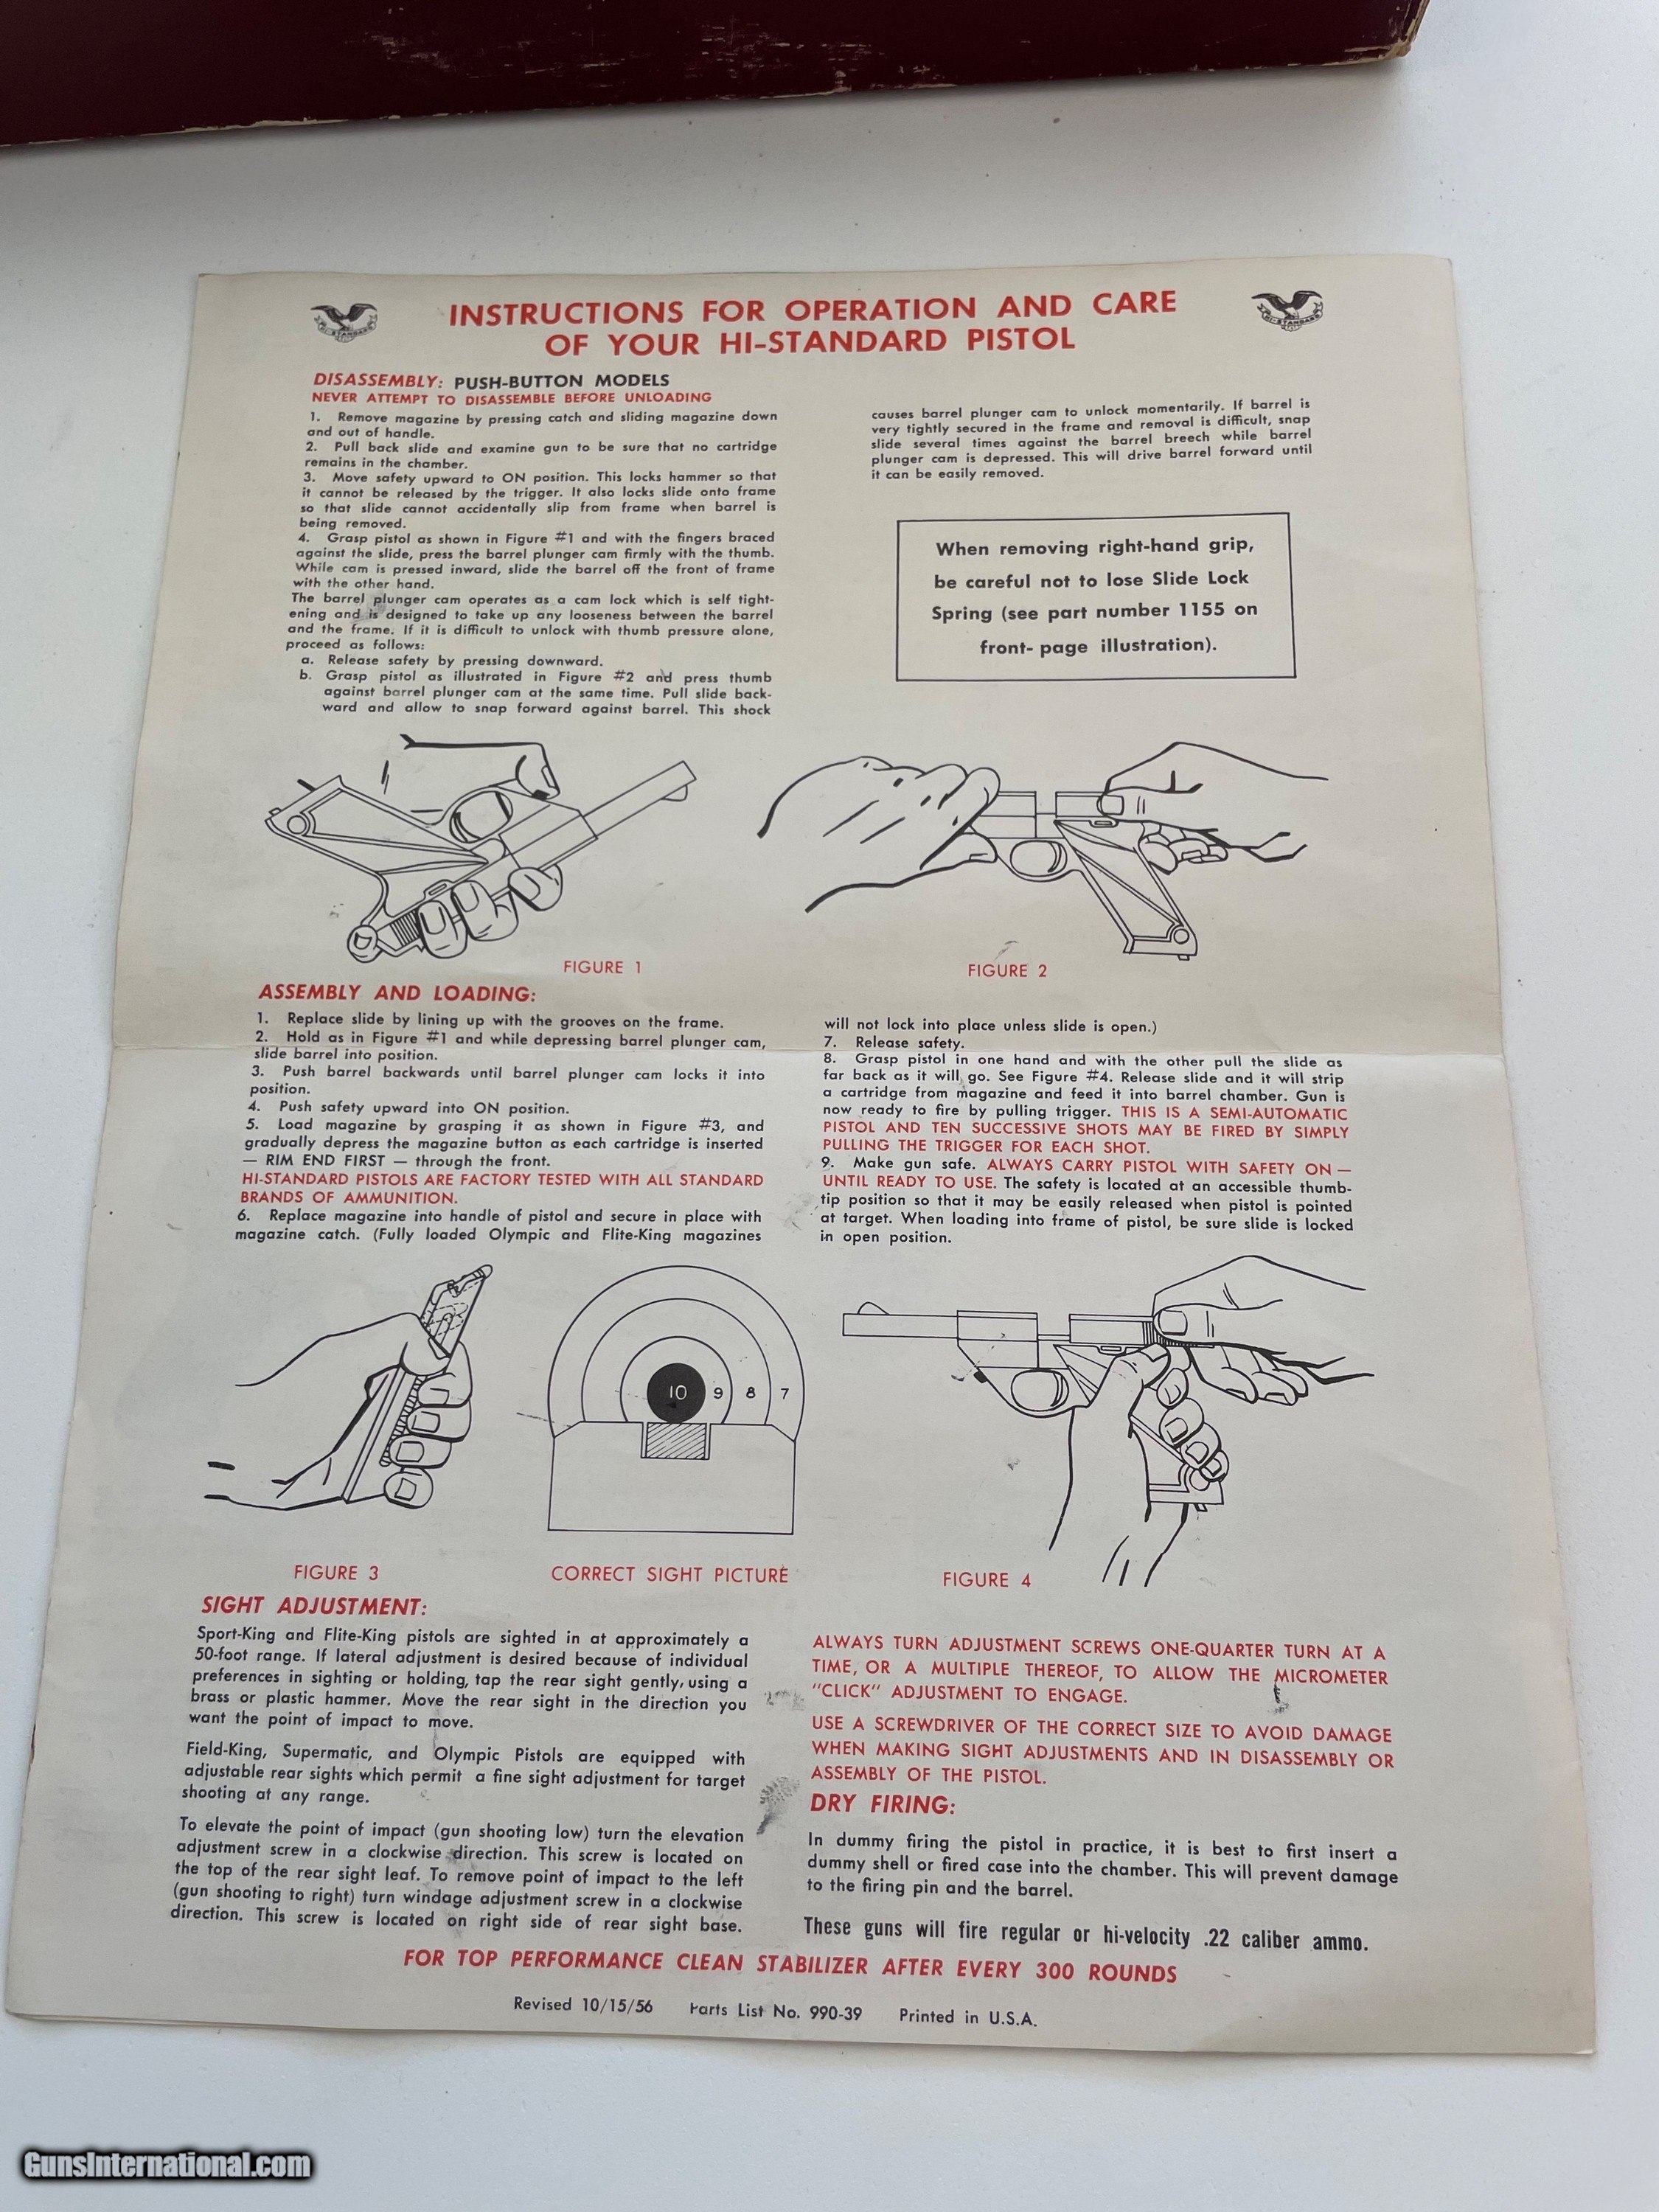 INSTRUCTIONS FOR OPERATION AND CARE
OF YOUR HI-STANDARD PISTOL
HI-STANDARD
HI-STANDARD
DISASSEMBLY: PUSH-BUTTON MODELS
NEVER ATTEMPT TO DISASSEMBLE BEFORE UNLOADING
1. Remove magazine by pressing catch and sliding magazine down
and out of handle.
2. Pull back slide and examine gun to be sure that no cartridge
remains in the chamber.
3. Move safety upward to ON position. This locks hammer so that
it cannot be released by the trigger. It also locks slide onto frame
so that slide cannot accidentally slip from frame when barrel is
being removed.
4. Grasp pistol as shown in Figure #1 and with the fingers braced
against the slide, press the barrel plunger cam firmly with the thumb.
While cam is pressed inward, slide the barrel off the front of frame
with the other hand.
The barrel plunger cam operates as a cam lock which is self tight-
ening and is designed to take up any looseness between the barrel
and the frame. If it is difficult to unlock with thumb pressure alone,
proceed as follows:
a. Release safety by pressing downward.
b. Grasp pistol as illustrated in Figure #2 and press thumb
against barrel plunger cam at the same time. Pull slide back-
ward and allow to snap forward against barrel. This shock
causes barrel plunger cam to unlock momentarily. If barrel is
very tightly secured in the frame and removal is difficult, snap
slide several times against the barrel breech while barrel
plunger cam is depressed. This will drive barrel forward until
it can be easily removed.
When removing right-hand grip,
be careful not to lose Slide Lock
Spring (see part number 1155 on
front- page illustration).
FIGURE 1
FIGURE 2
ASSEMBLY AND LOADING:
1. Replace slide by lining up with the grooves on the frame.
2. Hold as in Figure #1 and while depressing barrel plunger cam,
slide barrel into position.
3. Push barrel backwards until barrel plunger cam locks it into
position.
4. Push safety upward into ON position.
5. Load magazine by grasping it as shown in Figure #3, and
gradually depress the magazine button as each cartridge is inserted
— RIM END FIRST — through the front.
HI-STANDARD PISTOLS ARE FACTORY TESTED WITH ALL STANDARD
BRANDS OF AMMUNITION.
6. Replace magazine into handle of pistol and secure in place with
magazine catch. (Fully loaded Olympic and Flite-King magazines
will not lock into place unless slide is open.)
7. Release safety.
8. Grasp pistol in one hand and with the other pull the slide as
far back as it will go. See Figure #4. Release slide and it will strip
a cartridge from magazine and feed it into barrel chamber. Gun is
now ready to fire by pulling trigger. THIS IS A SEMI-AUTOMATIC
PISTOL AND TEN SUCCESSIVE SHOTS MAY BE FIRED BY SIMPLY
PULLING THE TRIGGER FOR EACH SHOT.
9. Make gun safe. ALWAYS CARRY PISTOL WITH SAFETY ON —
UNTIL READY TO USE. The safety is located at an accessible thumb-
tip position so that it may be easily released when pistol is pointed
at target. When loading into frame of pistol, be sure slide is locked
in open position.
10 9 8 7
FIGURE 3
CORRECT SIGHT PICTURE
FIGURE 4
SIGHT ADJUSTMENT:
Sport-King and Flite-King pistols are sighted in at approximately a
50-foot range. If lateral adjustment is desired because of individual
preferences in sighting or holding, tap the rear sight gently, using a
brass or plastic hammer. Move the rear sight in the direction you
want the point of impact to move.
Field-King, Supermatic, and Olympic Pistols are equipped with
adjustable rear sights which permit a fine sight adjustment for target
shooting at any range.
To elevate the point of impact (gun shooting low) turn the elevation
adjustment screw in a clockwise direction. This screw is located on
the top of the rear sight leaf. To remove point of impact to the left
(gun shooting to right) turn windage adjustment screw in a clockwise
direction. This screw is located on right side of rear sight base.
ALWAYS TURN ADJUSTMENT SCREWS ONE-QUARTER TURN AT A
TIME, OR A MULTIPLE THEREOF, TO ALLOW THE MICROMETER
"CLICK" ADJUSTMENT TO ENGAGE.
USE A SCREWDRIVER OF THE CORRECT SIZE TO AVOID DAMAGE
WHEN MAKING SIGHT ADJUSTMENTS AND IN DISASSEMBLY OR
ASSEMBLY OF THE PISTOL.
DRY FIRING:
In dummy firing the pistol in practice, it is best to first insert a
dummy shell or fired case into the chamber. This will prevent damage
to the firing pin and the barrel.
These guns will fire regular or hi-velocity .22 caliber ammo.
FOR TOP PERFORMANCE CLEAN STABILIZER AFTER EVERY 300 ROUNDS
Revised 10/15/56 Parts List No. 990-39 Printed in U.S.A.
GunsInternational.com